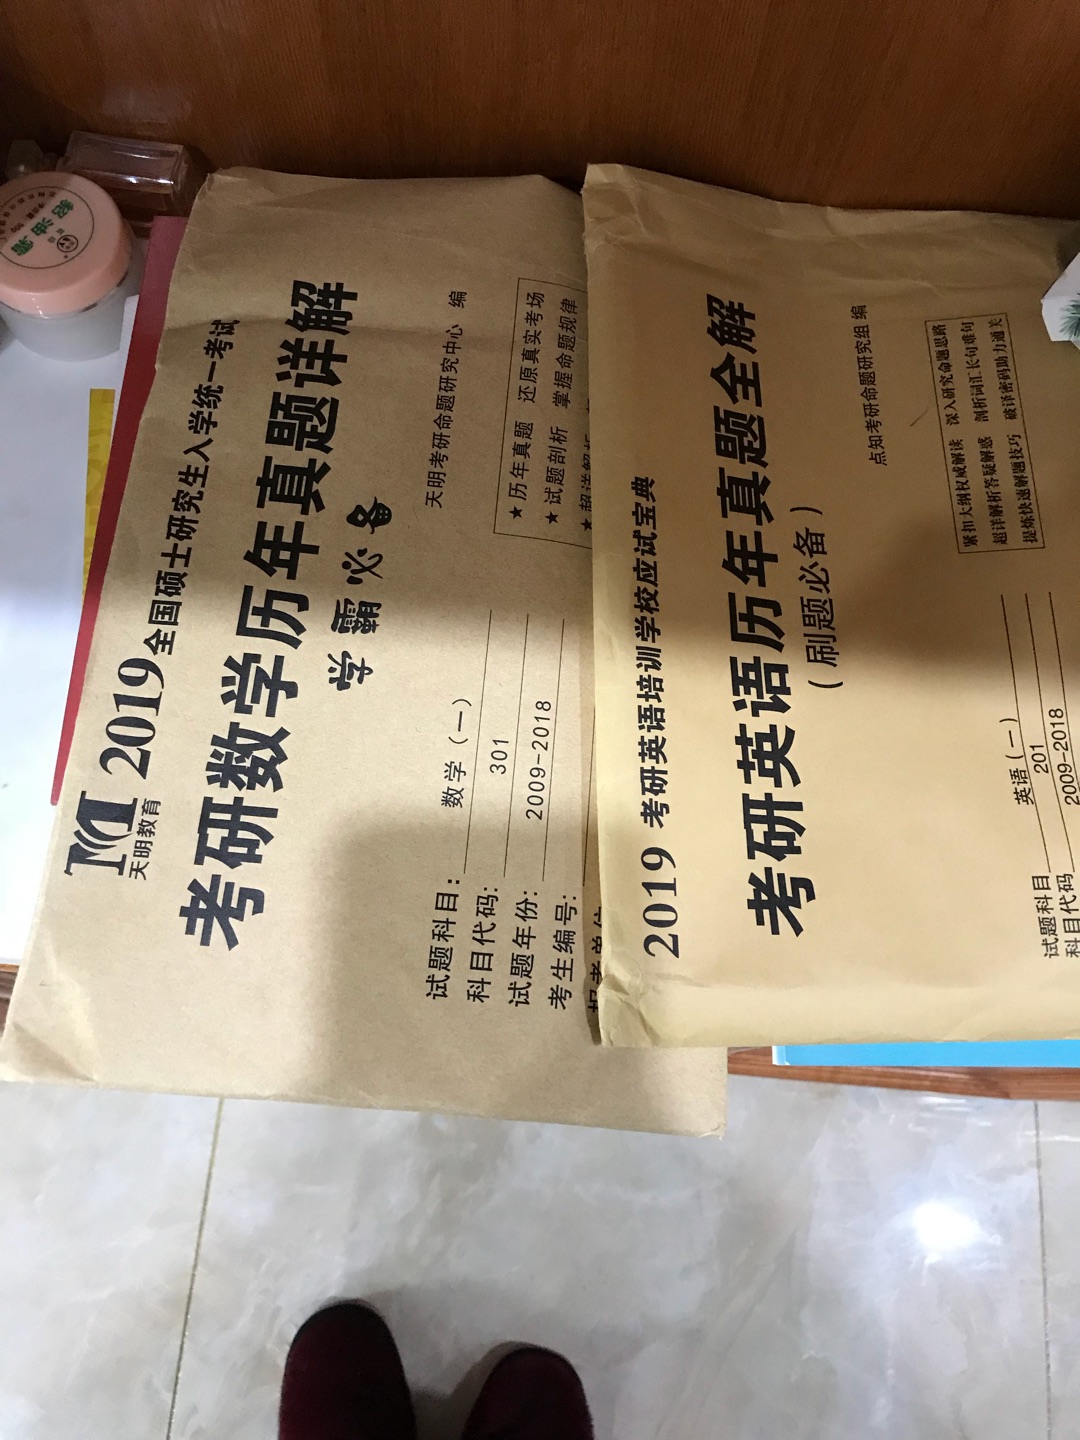 天明教育
2019全国硕士研究生入学统一考试
考研数学历年真题详解
学霸必备
天明考研命题研究中心 编
★历年真题 还原真实考场
★试题剖析 掌握命题规律
试题科目: 数学(一)
科目代码: 301
试题年份: 2009-2018
考生编号:
2019 考研英语培训学校应试宝典
考研英语历年真题全解
(刷题必备)
点知考研命题研究组 编
紧扣大纲权威解读 深入研究命题思路
超详解析答疑解惑 剖析词汇长句难句
提炼快速解题技巧 破译密码助力通关
试题科目 英语(一)
科目代码 201
2009-2018